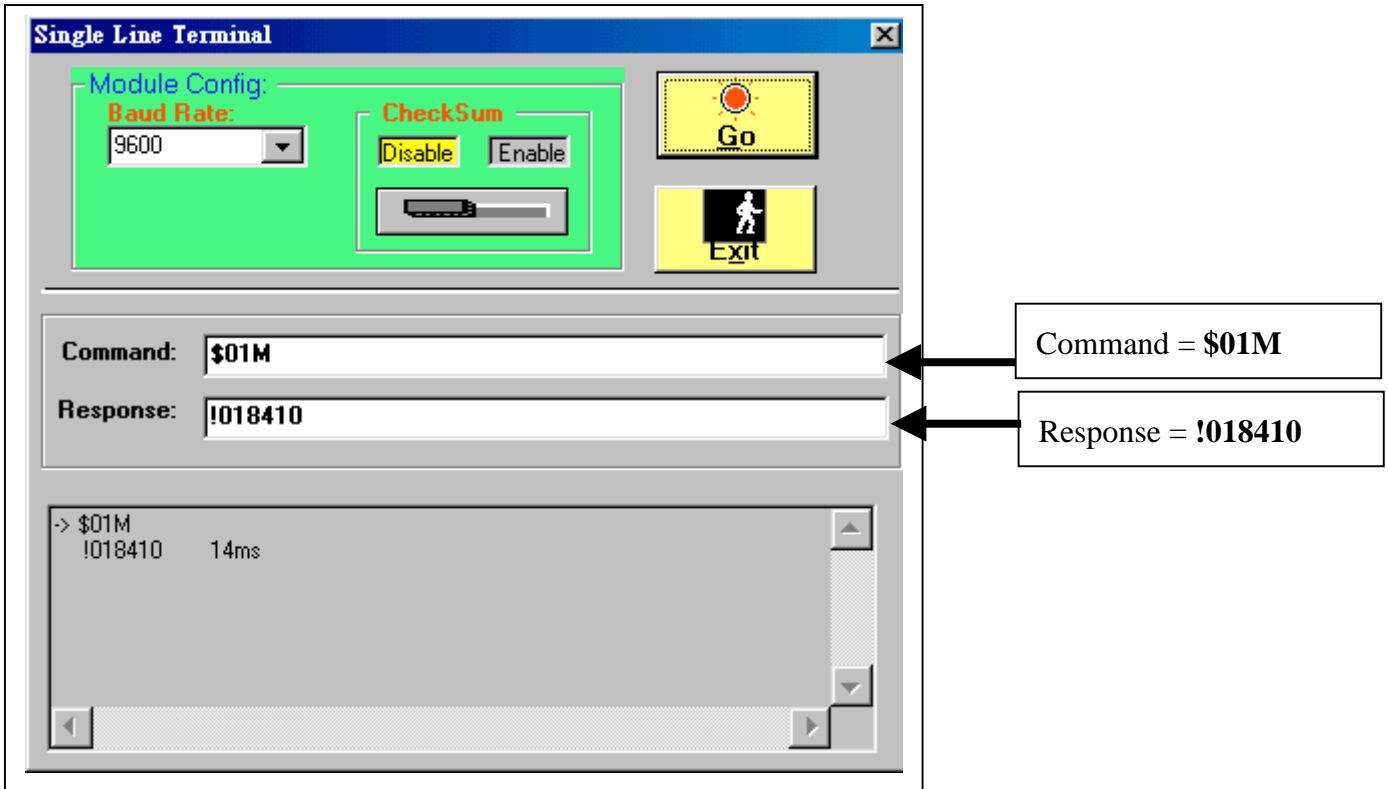 Single Line Terminal
Module Config:
Baud Rate:
9600
CheckSum
Disable
Enable
Go
Exit
Command: $01M
Response: !018410
-> $01M
!018410 14ms
Command = $01M
Response = !018410